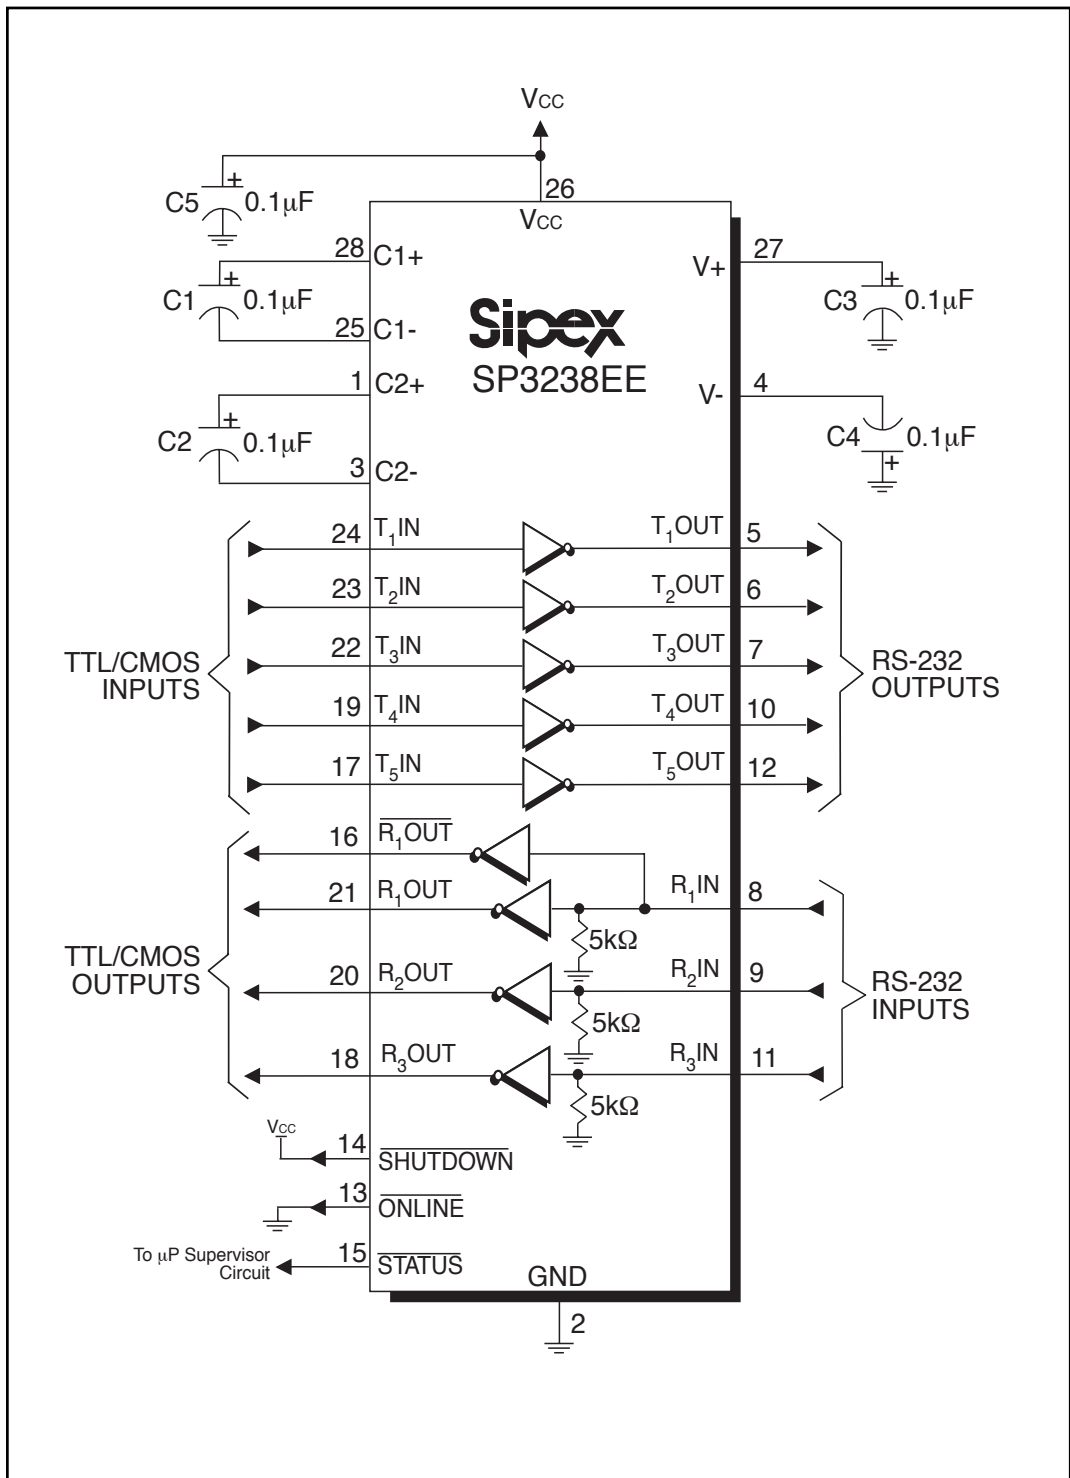 VCC
26
VCC
+
C5
0.1μF
28
C1+
+
C1
0.1μF
25
C1-
1
C2+
+
C2
0.1μF
3
C2-
Sipex
SP3238EE
27
V+
+
C3
0.1μF
4
V-
C4
0.1μF
+
TTL/CMOS
INPUTS
24 T1IN T1OUT 5
23 T2IN T2OUT 6
22 T3IN T3OUT 7
19 T4IN T4OUT 10
17 T5IN T5OUT 12
RS-232
OUTPUTS
TTL/CMOS
OUTPUTS
16 R1OUT
21 R1OUT R1IN 8
5kΩ
20 R2OUT R2IN 9
5kΩ
18 R3OUT R3IN 11
5kΩ
RS-232
INPUTS
VCC
14 SHUTDOWN
13 ONLINE
To μP Supervisor
Circuit
15 STATUS
GND
2